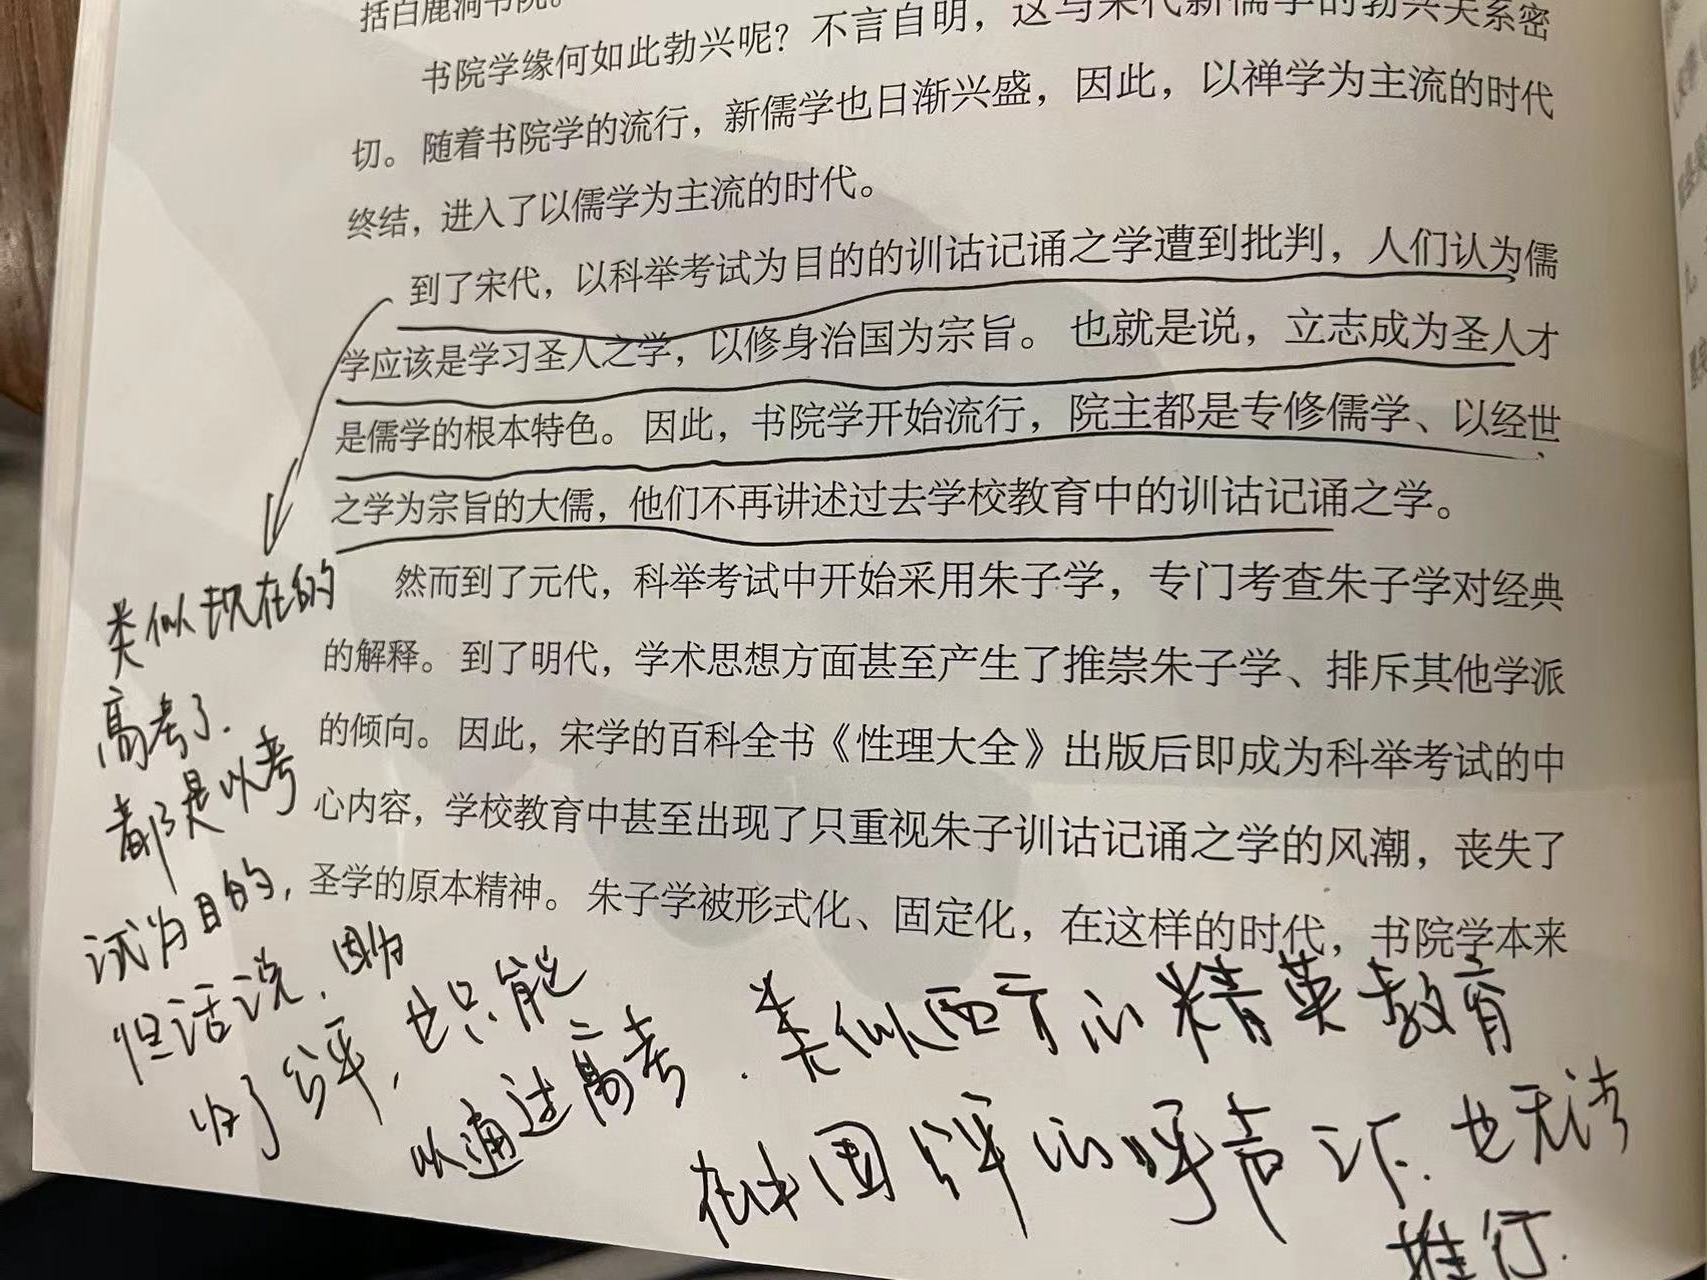 括白鹿洞书院。
书院学缘何如此勃兴呢？不言自明，这与宋代新儒学的勃兴关系密
切。随着书院学的流行，新儒学也日渐兴盛，因此，以禅学为主流的时代
终结，进入了以儒学为主流的时代。
到了宋代，以科举考试为目的的训诂记诵之学遭到批判，人们认为儒
学应该是学习圣人之学，以修身治国为宗旨。也就是说，立志成为圣人才
是儒学的根本特色。因此，书院学开始流行，院主都是专修儒学、以经世
之学为宗旨的大儒，他们不再讲述过去学校教育中的训诂记诵之学。
然而到了元代，科举考试中开始采用朱子学，专门考查朱子学对经典
的解释。到了明代，学术思想方面甚至产生了推崇朱子学、排斥其他学派
的倾向。因此，宋学的百科全书《性理大全》出版后即成为科举考试的中
心内容，学校教育中甚至出现了只重视朱子训诂记诵之学的风潮，丧失了
圣学的原本精神。朱子学被形式化、固定化，在这样的时代，书院学本来
类似现在的
高考了.
都是以考
试为目的,
但话说,因为
为了公平,也只能
以通过高考.类似西方的精英教育
在中国公平的呼声之下.也无法
推行.